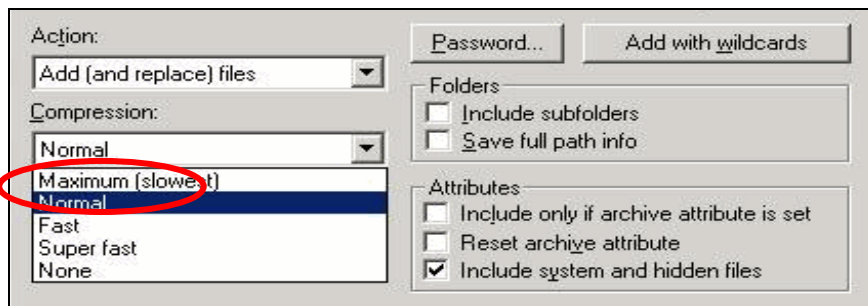 Action:
Add (and replace) files
Compression:
Normal
Maximum (slowest)
Normal
Fast
Super fast
None
Password...
Add with wildcards
Folders
Include subfolders
Save full path info
Attributes
Include only if archive attribute is set
Reset archive attribute
Include system and hidden files